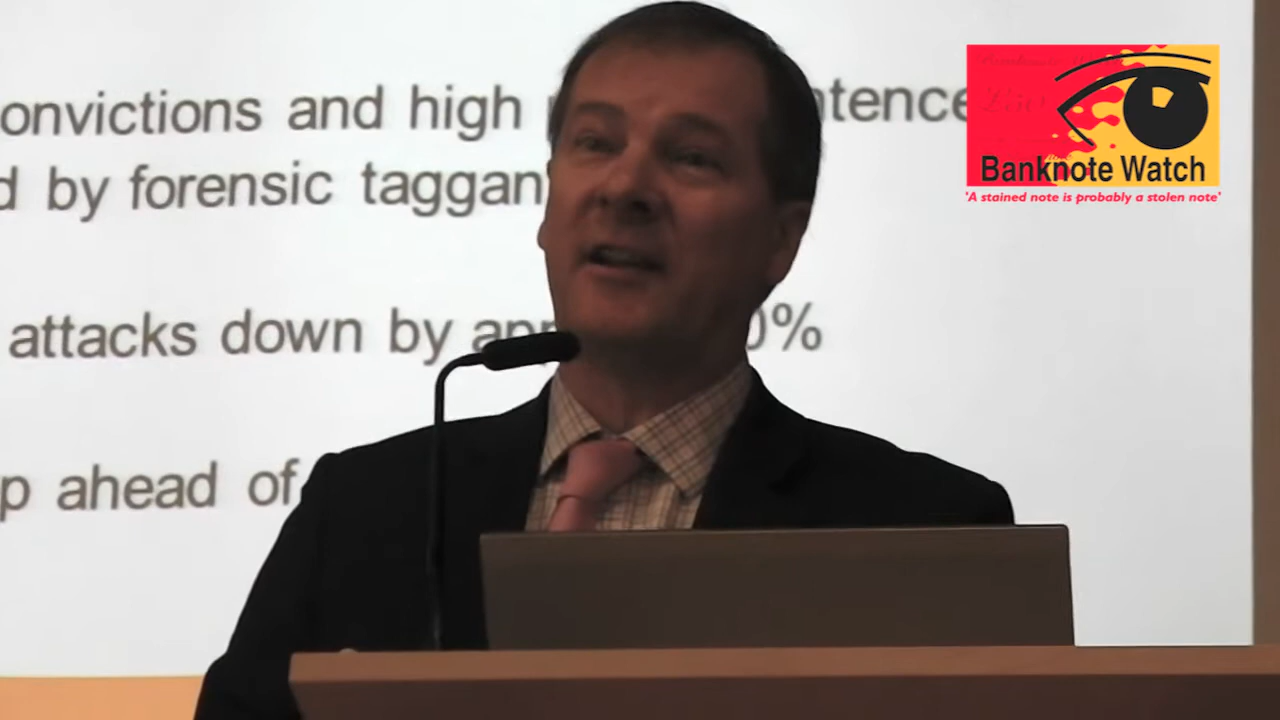 onvictions and high
tence
d by forensic taggan
attacks down by
0%
p ahead of
Banknote Watch
'A stained note is probably a stolen note'